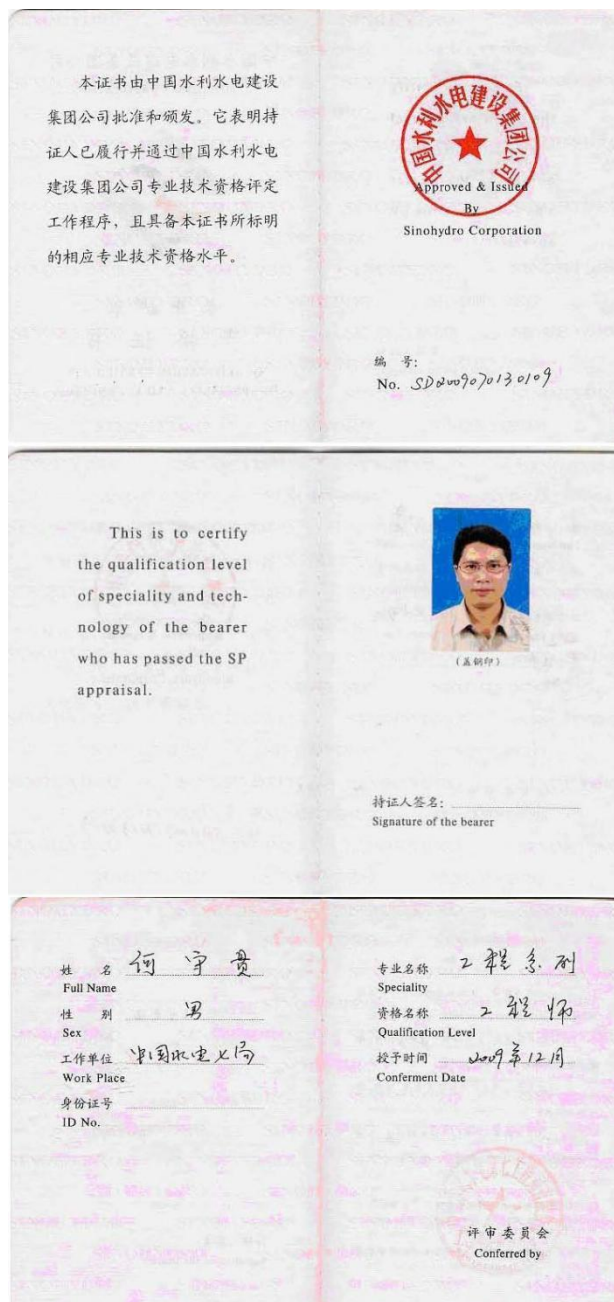 本证书由中国水利水电建设
集团公司批准和颁发。它表明持
证人已履行并通过中国水利水电
建设集团公司专业技术资格评定
工作程序，且具备本证书所标明
的相应专业技术资格水平。
中国水利水电建设集团公司
Approved & Issued
By
Sinohydro Corporation
编 号:
No. SD2009070130109
This is to certify
the qualification level
of speciality and tech-
nology of the bearer
who has passed the SP
appraisal.
(盖钢印)
持证人签名:
Signature of the bearer
姓 名 何守贵
Full Name
性 别 男
Sex
工作单位 中国水电七局
Work Place
身份证号
ID No.
专业名称 工程系列
Speciality
资格名称 工程师
Qualification Level
授予时间 2009年12月
Conferment Date
评审委员会
Conferred by